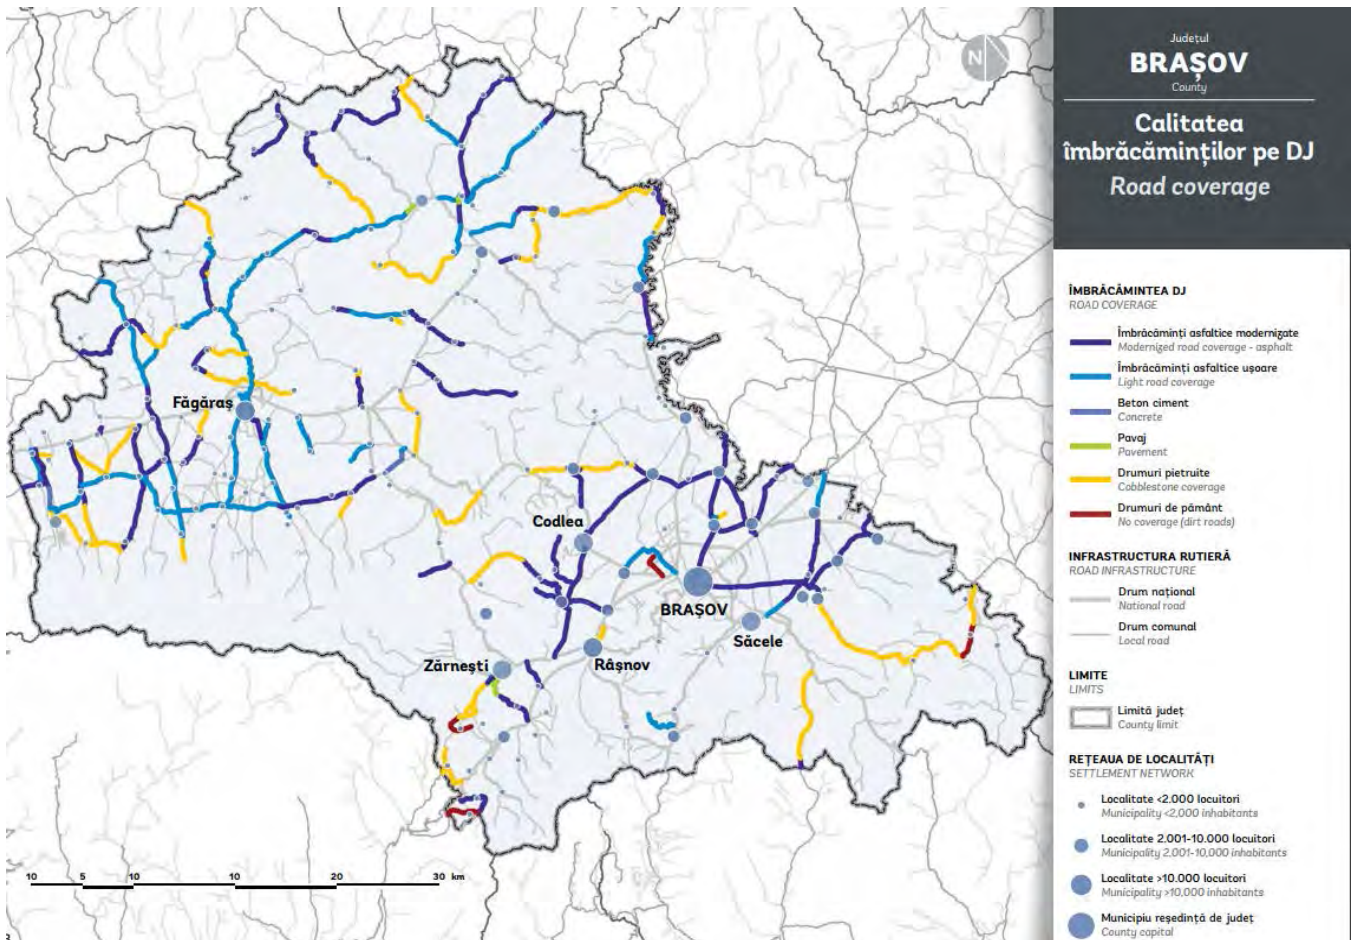 N
Făgăraș
Codlea
BRAȘOV
Săcele
Zărnești
Râșnov
10 5 10 10 20 30 km
Județul
BRAȘOV
County
Calitatea
îmbrăcăminților pe DJ
Road coverage
ÎMBRĂCĂMINTEA DJ
ROAD COVERAGE
Îmbrăcăminți asfaltice modernizate
Modernized road coverage - asphalt
Îmbrăcăminți asfaltice ușoare
Light road coverage
Beton ciment
Concrete
Pavaj
Pavement
Drumuri pietruite
Cobblestone coverage
Drumuri de pământ
No coverage (dirt roads)
INFRASTRUCTURA RUTIERĂ
ROAD INFRASTRUCTURE
Drum național
National road
Drum comunal
Local road
LIMITE
LIMITS
Limită județ
County limit
REȚEAUA DE LOCALITĂȚI
SETTLEMENT NETWORK
Localitate <2.000 locuitori
Municipality <2,000 inhabitants
Localitate 2.001-10.000 locuitori
Municipality 2,001-10,000 inhabitants
Localitate >10.000 locuitori
Municipality >10,000 inhabitants
Municipiu reședință de județ
County capital